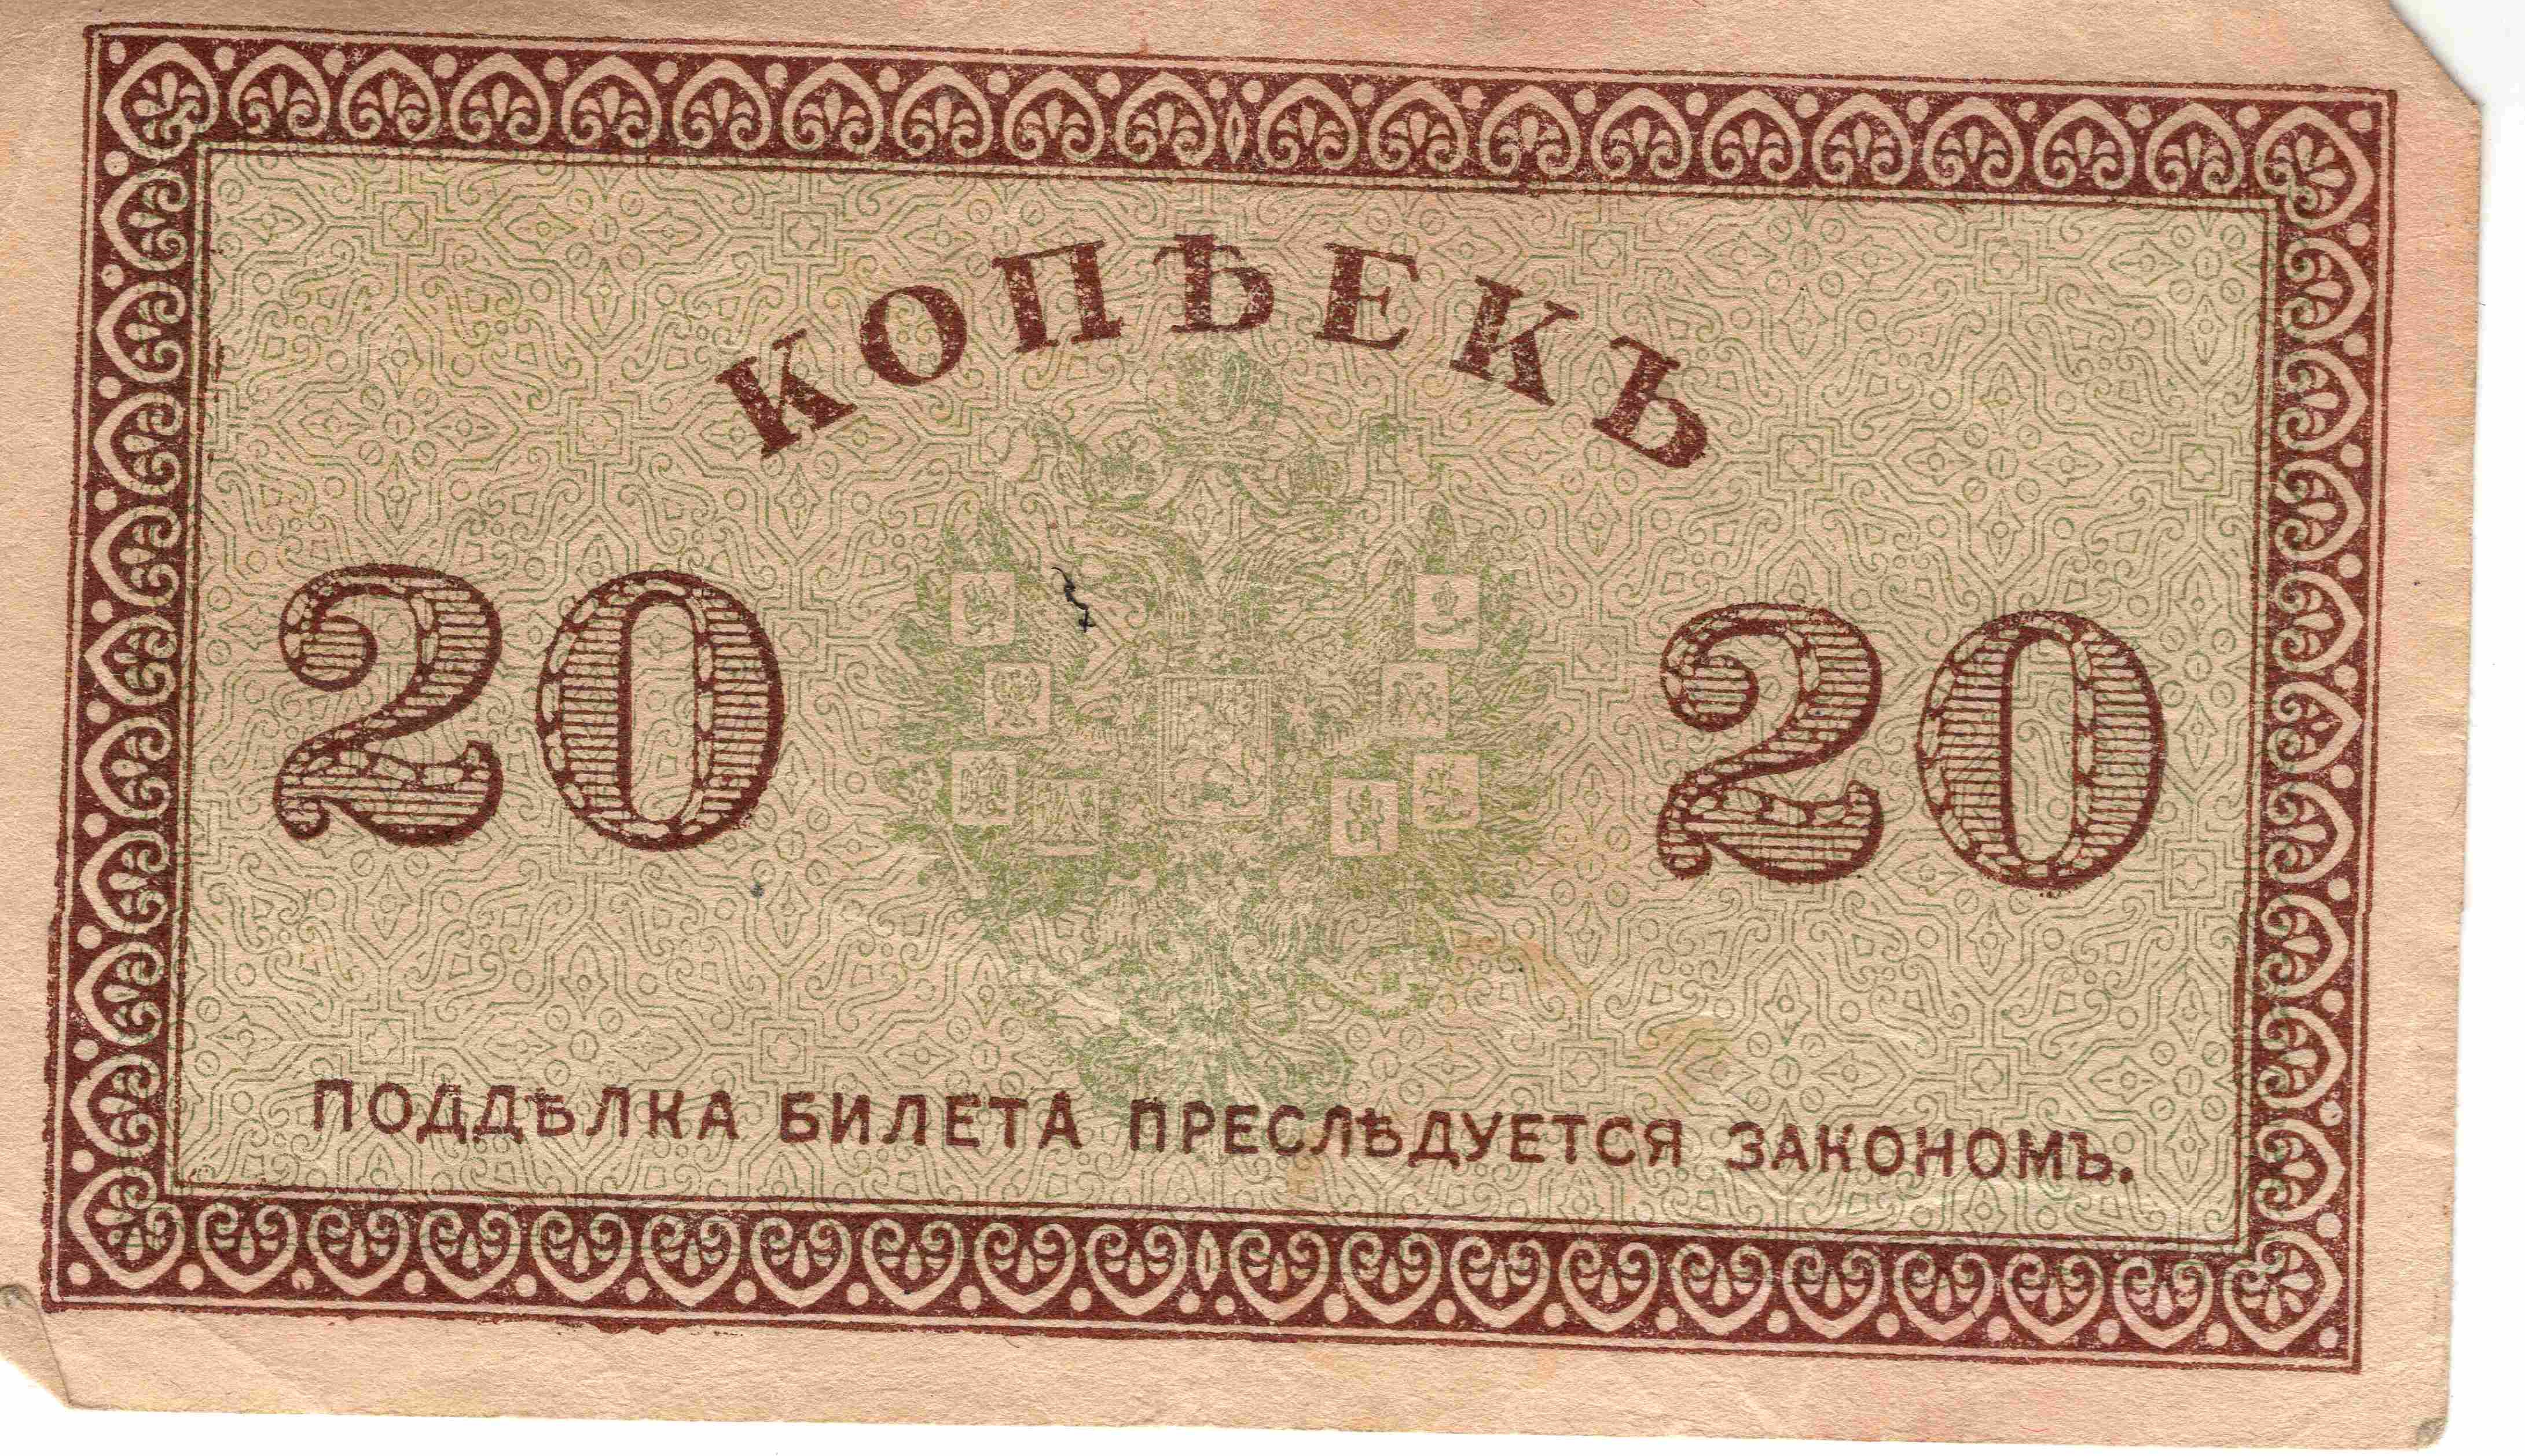 КОПѢЕКЪ
20 20
ПОДДѢЛКА БИЛЕТА ПРЕСЛѢДУЕТСЯ ЗАКОНОМЪ.